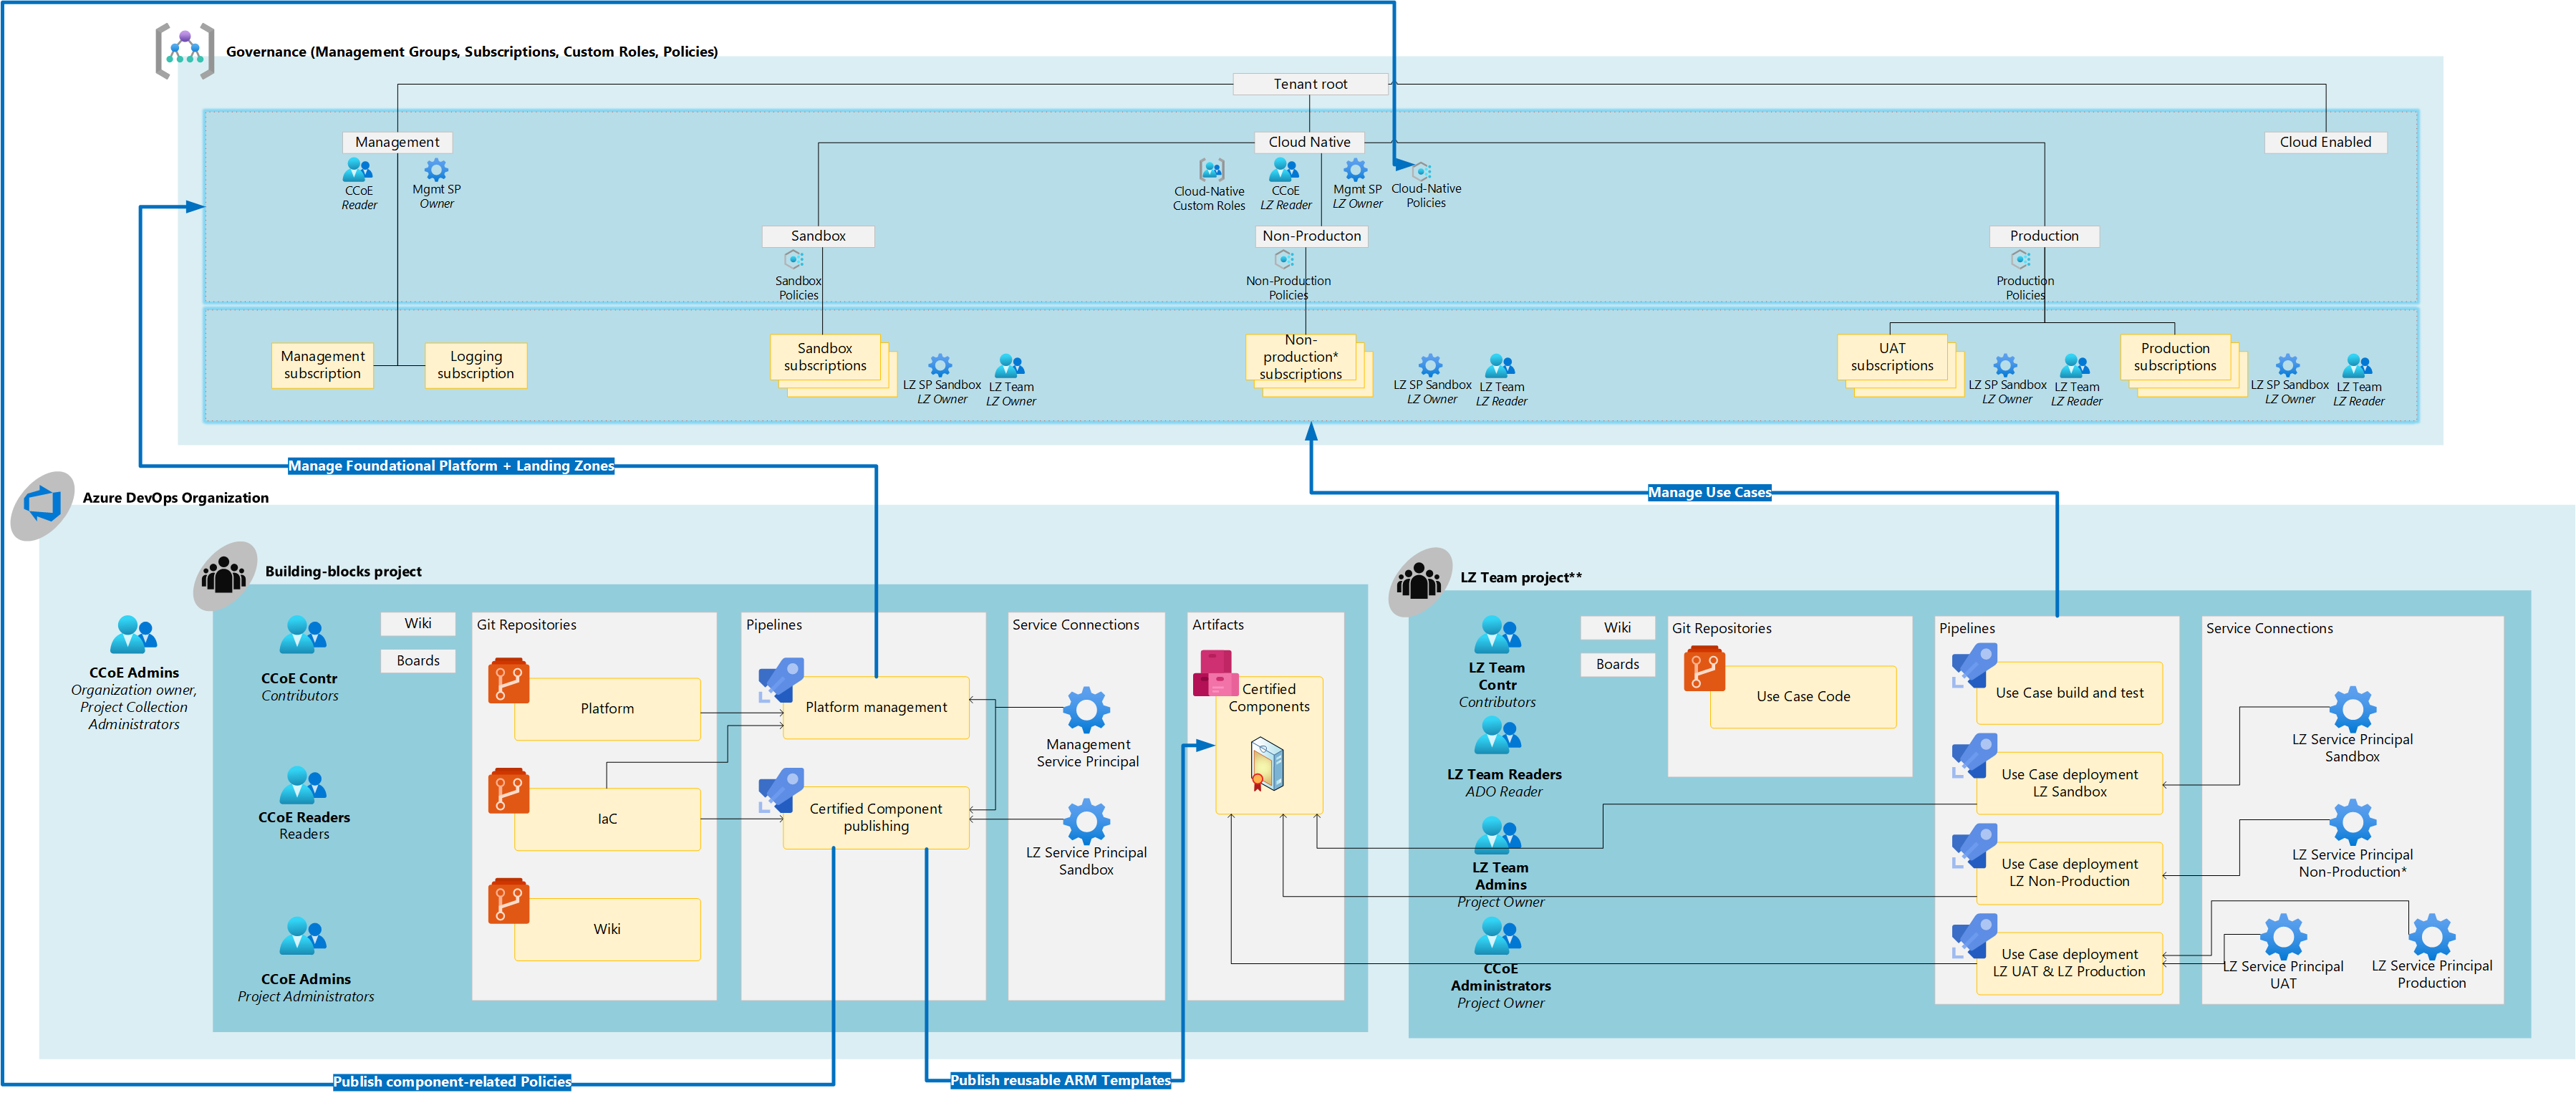 Governance (Management Groups, Subscriptions, Custom Roles, Policies)
Tenant root
Management
Cloud Native
Cloud Enabled
CCoE
Reader
Mgmt SP
Owner
Cloud-Native
Custom Roles
CCoE
LZ Reader
Mgmt SP
LZ Owner
Cloud-Native
Policies
Sandbox
Non-Producton
Production
Sandbox
Policies
Non-Production
Policies
Production
Policies
Management
subscription
Logging
subscription
Sandbox
subscriptions
LZ SP Sandbox
LZ Owner
LZ Team
LZ Owner
Non-
production*
subscriptions
LZ SP Sandbox
LZ Owner
LZ Team
LZ Reader
UAT
subscriptions
LZ SP Sandbox
LZ Owner
LZ Team
LZ Reader
Production
subscriptions
LZ SP Sandbox
LZ Owner
LZ Team
LZ Reader
Manage Foundational Platform + Landing Zones
Manage Use Cases
Azure DevOps Organization
CCoE Admins
Organization owner,
Project Collection
Administrators
Building-blocks project
CCoE Contr
Contributors
CCoE Readers
Readers
CCoE Admins
Project Administrators
Wiki
Boards
Git Repositories
Platform
IaC
Wiki
Pipelines
Platform management
Certified Component
publishing
Service Connections
Management
Service Principal
LZ Service Principal
Sandbox
Artifacts
Certified
Components
LZ Team project**
LZ Team
Contr
Contributors
LZ Team Readers
ADO Reader
LZ Team
Admins
Project Owner
CCoE
Administrators
Project Owner
Wiki
Boards
Git Repositories
Use Case Code
Pipelines
Use Case build and test
Use Case deployment
LZ Sandbox
Use Case deployment
LZ Non-Production
Use Case deployment
LZ UAT & LZ Production
Service Connections
LZ Service Principal
Sandbox
LZ Service Principal
Non-Production*
LZ Service Principal
UAT
LZ Service Principal
Production
Publish component-related Policies
Publish reusable ARM Templates